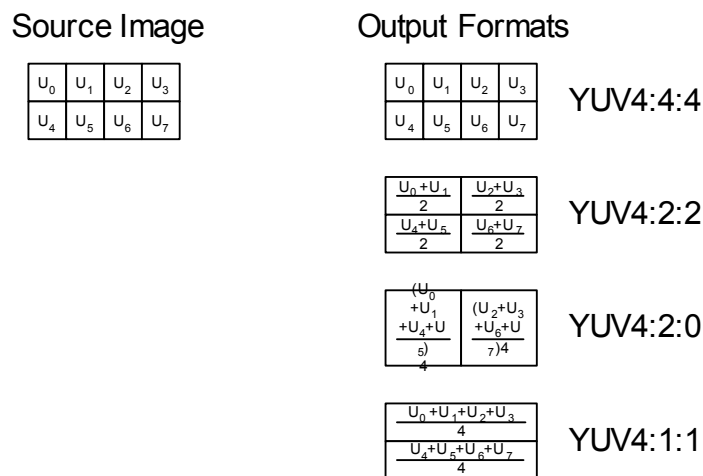 Source Image
Output Formats
U0 U1 U2 U3
U4 U5 U6 U7
U0 U1 U2 U3
U4 U5 U6 U7
YUV4:4:4
U0+U1 U2+U3
2 2
U4+U5 U6+U7
2 2
YUV4:2:2
(U0
+U1
+U4+U
5)
4
(U2+U3
+U6+U
7)4
YUV4:2:0
U0+U1+U2+U3
4
U4+U5+U6+U7
4
YUV4:1:1